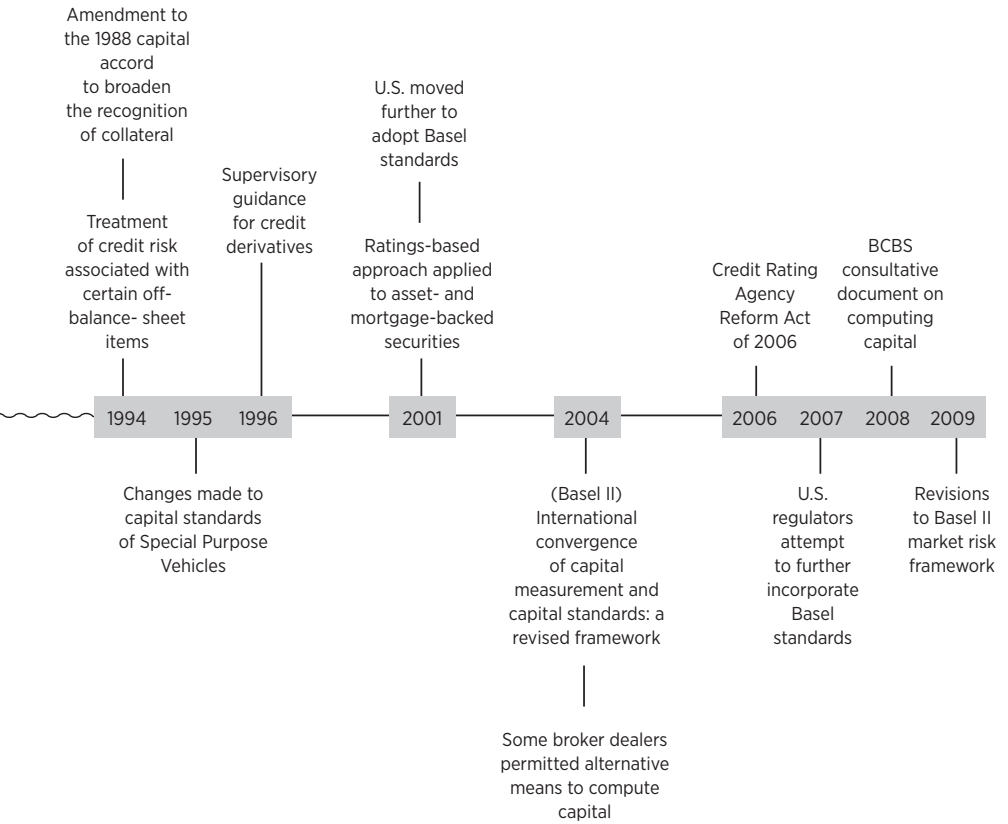 Amendment to
the 1988 capital
accord
to broaden
the recognition
of collateral
Treatment
of credit risk
associated with
certain off-
balance- sheet
items
Supervisory
guidance
for credit
derivatives
U.S. moved
further to
adopt Basel
standards
Ratings-based
approach applied
to asset- and
mortgage-backed
securities
Credit Rating
Agency
Reform Act
of 2006
BCBS
consultative
document on
computing
capital
1994 1995 1996 2001 2004 2006 2007 2008 2009
Changes made to
capital standards
of Special Purpose
Vehicles
(Basel II)
International
convergence
of capital
measurement and
capital standards: a
revised framework
Some broker dealers
permitted alternative
means to compute
capital
U.S.
regulators
attempt
to further
incorporate
Basel
standards
Revisions
to Basel II
market risk
framework